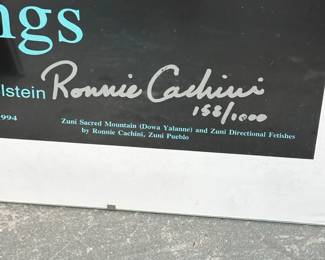 ngs
lstein Ronnie Cachini
158/1000
1994
Zuni Sacred Mountain (Dowa Yalanne) and Zuni Directional Fetishes
by Ronnie Cachini, Zuni Pueblo